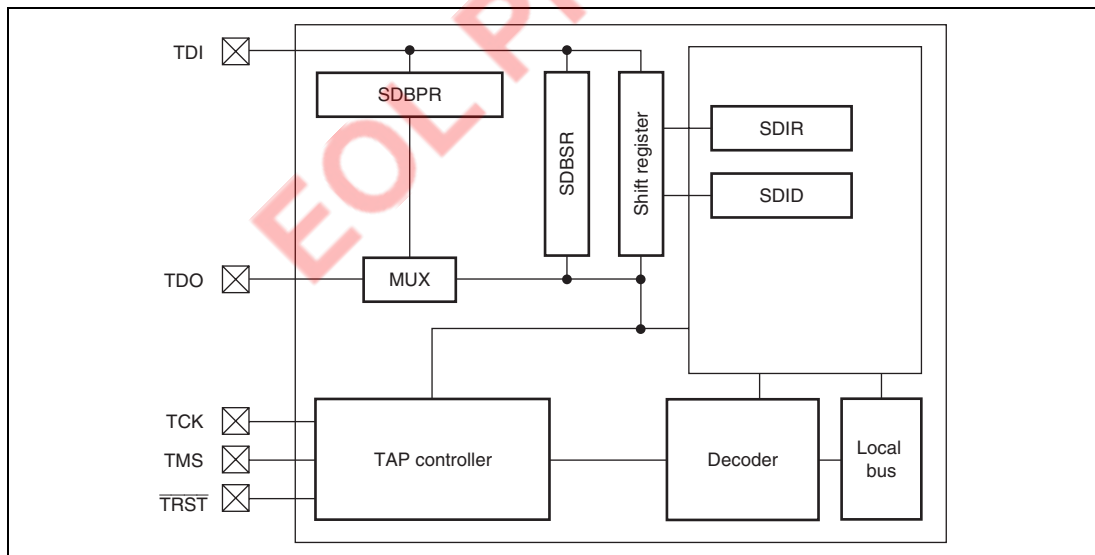 EOL P
TDI
SDBPR
SDBSR
Shift register
SDIR
SDID
TDO
MUX
TCK
TMS
TRST
TAP controller
Decoder
Local
bus